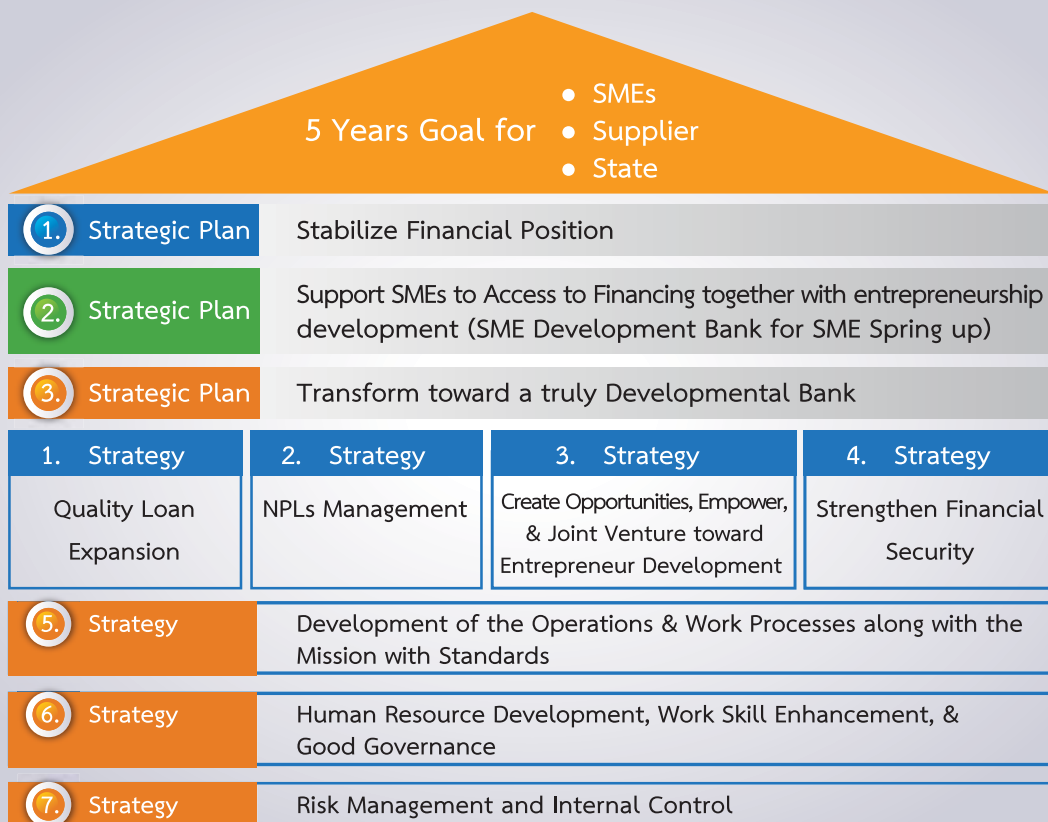 5 Years Goal for
● SMEs
● Supplier
● State
1. Strategic Plan
Stabilize Financial Position
2. Strategic Plan
Support SMEs to Access to Financing together with entrepreneurship
development (SME Development Bank for SME Spring up)
3. Strategic Plan
Transform toward a truly Developmental Bank
1. Strategy
Quality Loan
Expansion
2. Strategy
NPLs Management
3. Strategy
Create Opportunities, Empower,
& Joint Venture toward
Entrepreneur Development
4. Strategy
Strengthen Financial
Security
5. Strategy
Development of the Operations & Work Processes along with the
Mission with Standards
6. Strategy
Human Resource Development, Work Skill Enhancement, &
Good Governance
7. Strategy
Risk Management and Internal Control